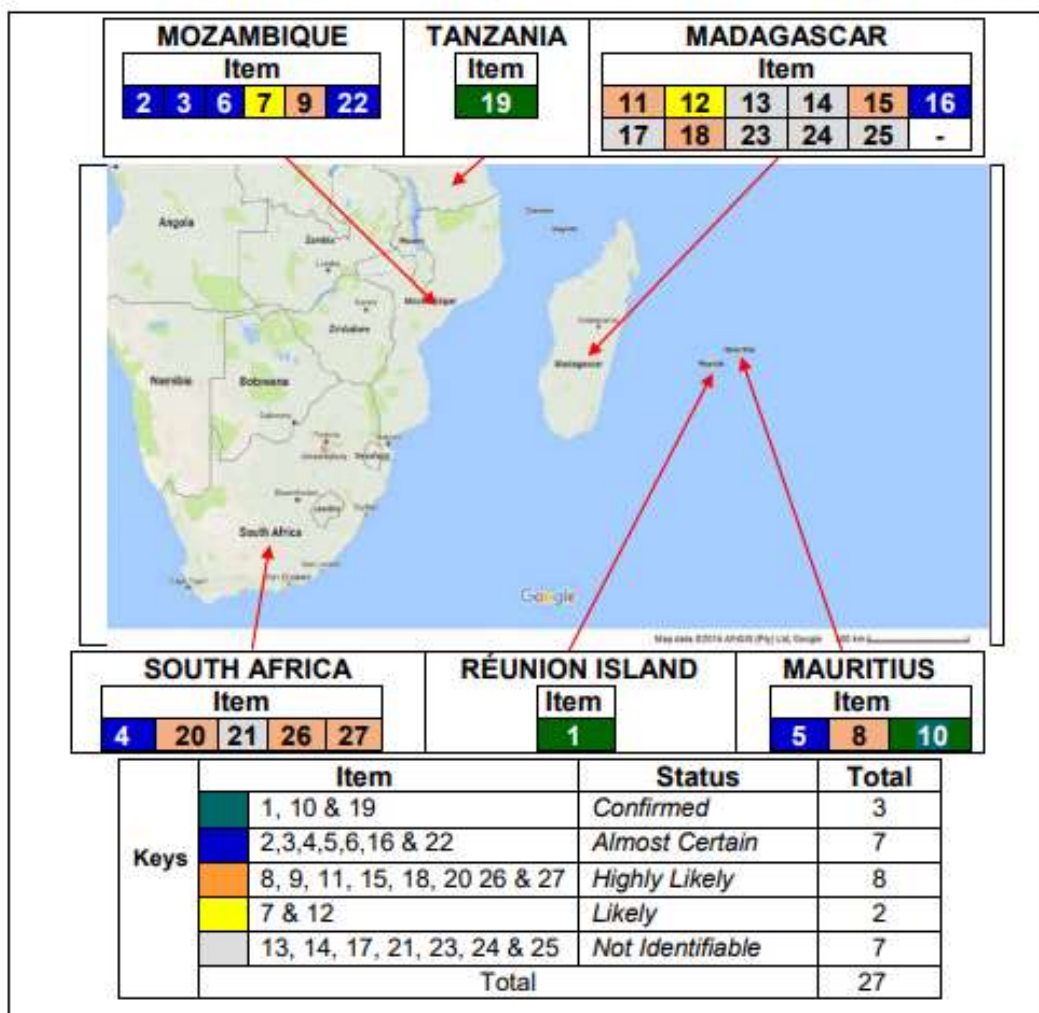 MOZAMBIQUE TANZANIA MADAGASCAR
Item Item Item
2 3 6 7 9 22 19 11 12 13 14 15 16
17 18 23 24 25 -
Angola
Zambia
Lusaka
Harare
Zimbabwe
Madagascar
Namibia
Botswana
South Africa
Cape Town
Google
SOUTH AFRICA RÉUNION ISLAND MAURITIUS
Item Item Item
4 20 21 26 27 1 5 8 10
Item Status Total
1, 10 & 19 Confirmed 3
2,3,4,5,6,16 & 22 Almost Certain 7
Keys
8, 9, 11, 15, 18, 20 26 & 27 Highly Likely 8
7 & 12 Likely 2
13, 14, 17, 21, 23, 24 & 25 Not Identifiable 7
Total 27